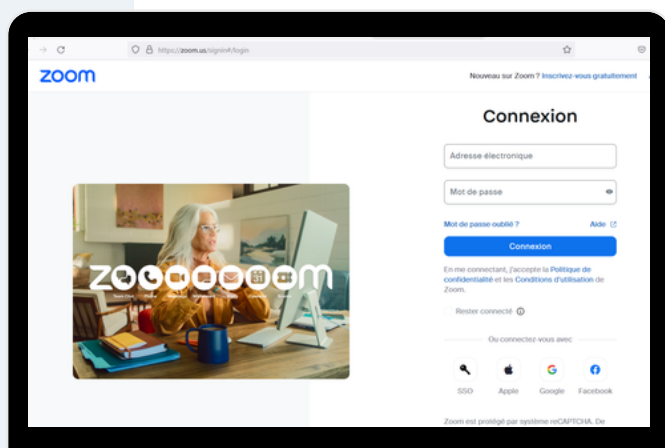 https://zoom.us/signin#/login
zoom
Nouveau sur Zoom ? Inscrivez-vous gratuitement
Connexion
Adresse électronique
Mot de passe
Mot de passe oublié ?
Aide
Connexion
En me connectant, j'accepte la Politique de
confidentialité et les Conditions d'utilisation de
Zoom.
Rester connecté
Ou connectez-vous avec
SSO
Apple
Google
Facebook
Zoom est protégé par système reCAPTCHA. De